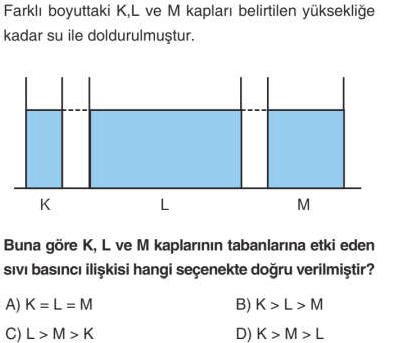 Farklı boyuttaki K,L ve M kapları belirtilen yüksekliğe
kadar su ile doldurulmuştur.
K L M
Buna göre K, L ve M kaplarının tabanlarına etki eden
sıvı basıncı ilişkisi hangi seçenekte doğru verilmiştir?
A) K = L = M B) K > L > M
C) L > M > K D) K > M > L